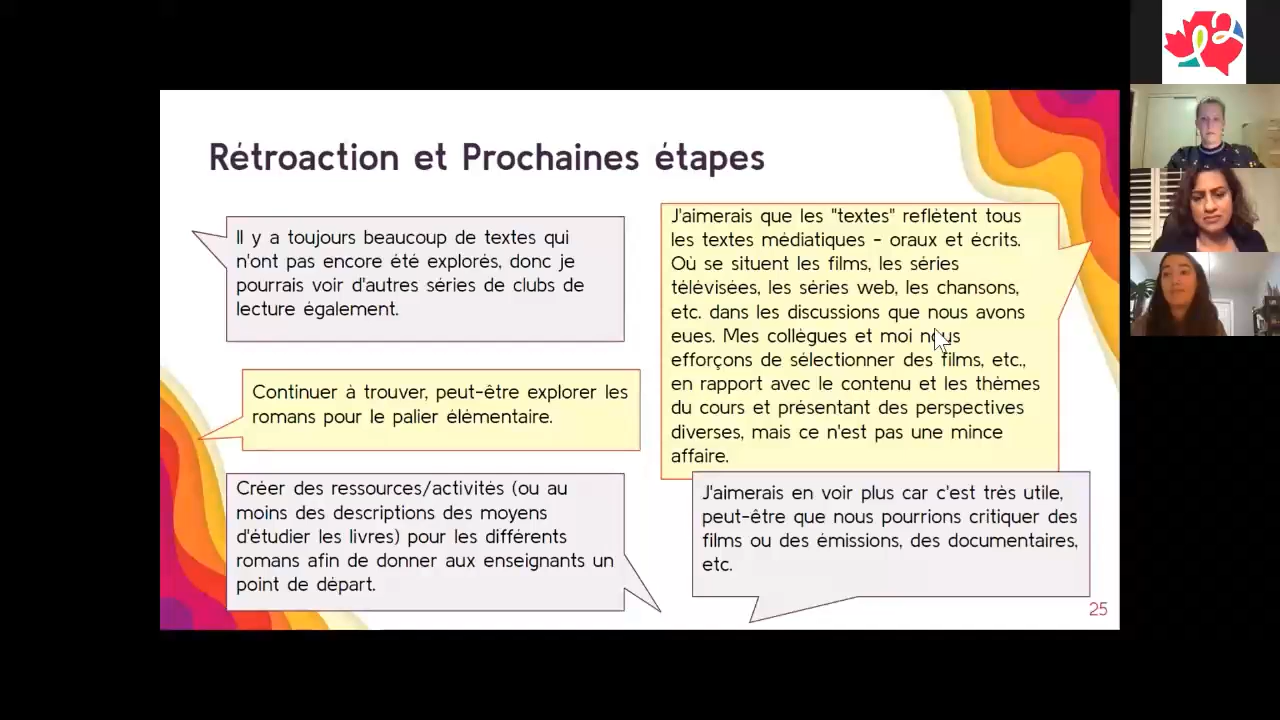 Rétroaction et Prochaines étapes
Il y a toujours beaucoup de textes qui
n'ont pas encore été explorés, donc je
pourrais voir d'autres séries de clubs de
lecture également.
Continuer à trouver, peut-être explorer les
romans pour le palier élémentaire.
Créer des ressources/activités (ou au
moins des descriptions des moyens
d'étudier les livres) pour les différents
romans afin de donner aux enseignants un
point de départ.
J'aimerais que les "textes" reflètent tous
les textes médiatiques - oraux et écrits.
Où se situent les films, les séries
télévisées, les séries web, les chansons,
etc. dans les discussions que nous avons
eues. Mes collègues et moi nous
efforçons de sélectionner des films, etc.,
en rapport avec le contenu et les thèmes
du cours et présentant des perspectives
diverses, mais ce n'est pas une mince
affaire.
J'aimerais en voir plus car c'est très utile,
peut-être que nous pourrions critiquer des
films ou des émissions, des documentaires,
etc.
25